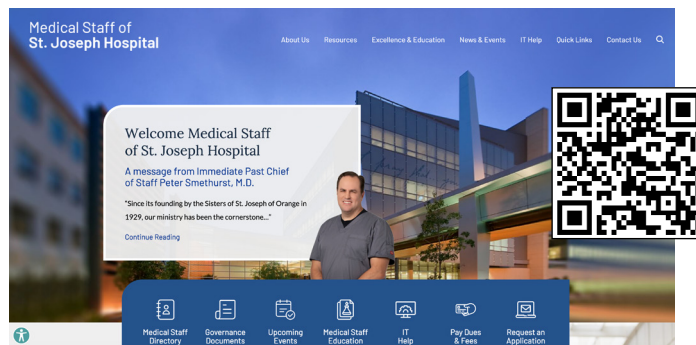 Medical Staff of
St. Joseph Hospital
About Us Resources Excellence & Education News & Events IT Help Quick Links Contact Us
Welcome Medical Staff
of St. Joseph Hospital
A message from Immediate Past Chief
of Staff Peter Smethurst, M.D.
"Since its founding by the Sisters of St. Joseph of Orange in
1929, our ministry has been the cornerstone..."
Continue Reading
Medical Staff
Directory
Governance
Documents
Upcoming
Events
Medical Staff
Education
IT
Help
Pay Dues
& Fees
Request an
Application